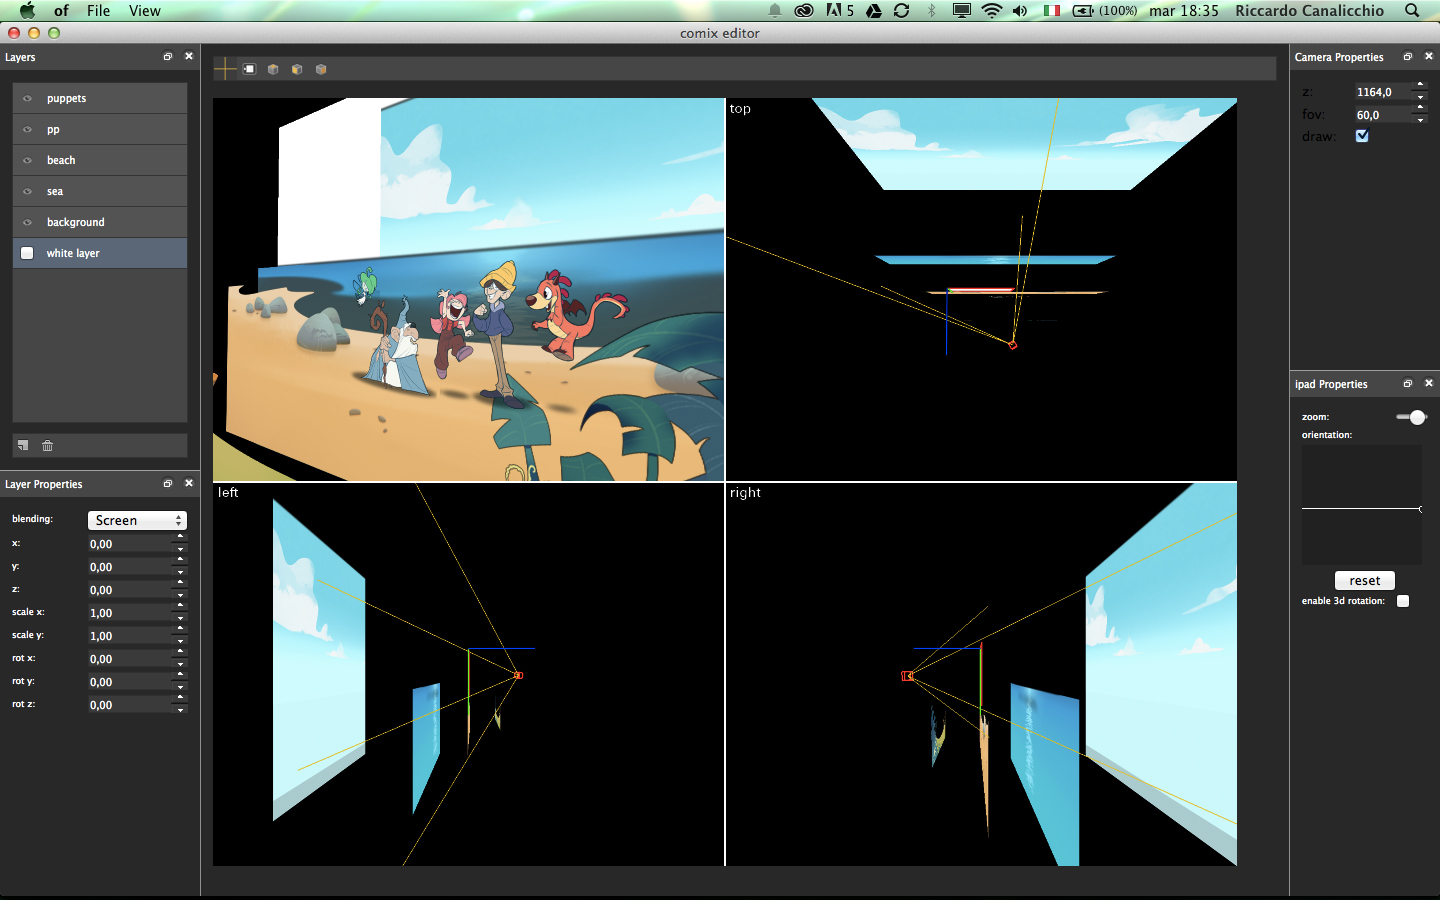 of File View 5 (100%) mar 18:35 Riccardo Canalicchio
comix editor
Layers
puppets
pp
beach
sea
background
white layer
Layer Properties
blending: Screen
x: 0,00
y: 0,00
z: 0,00
scale x: 1,00
scale y: 1,00
rot x: 0,00
rot y: 0,00
rot z: 0,00
top
left
right
Camera Properties
z: 1164,0
fov: 60,0
draw:
ipad Properties
zoom:
orientation:
reset
enable 3d rotation: